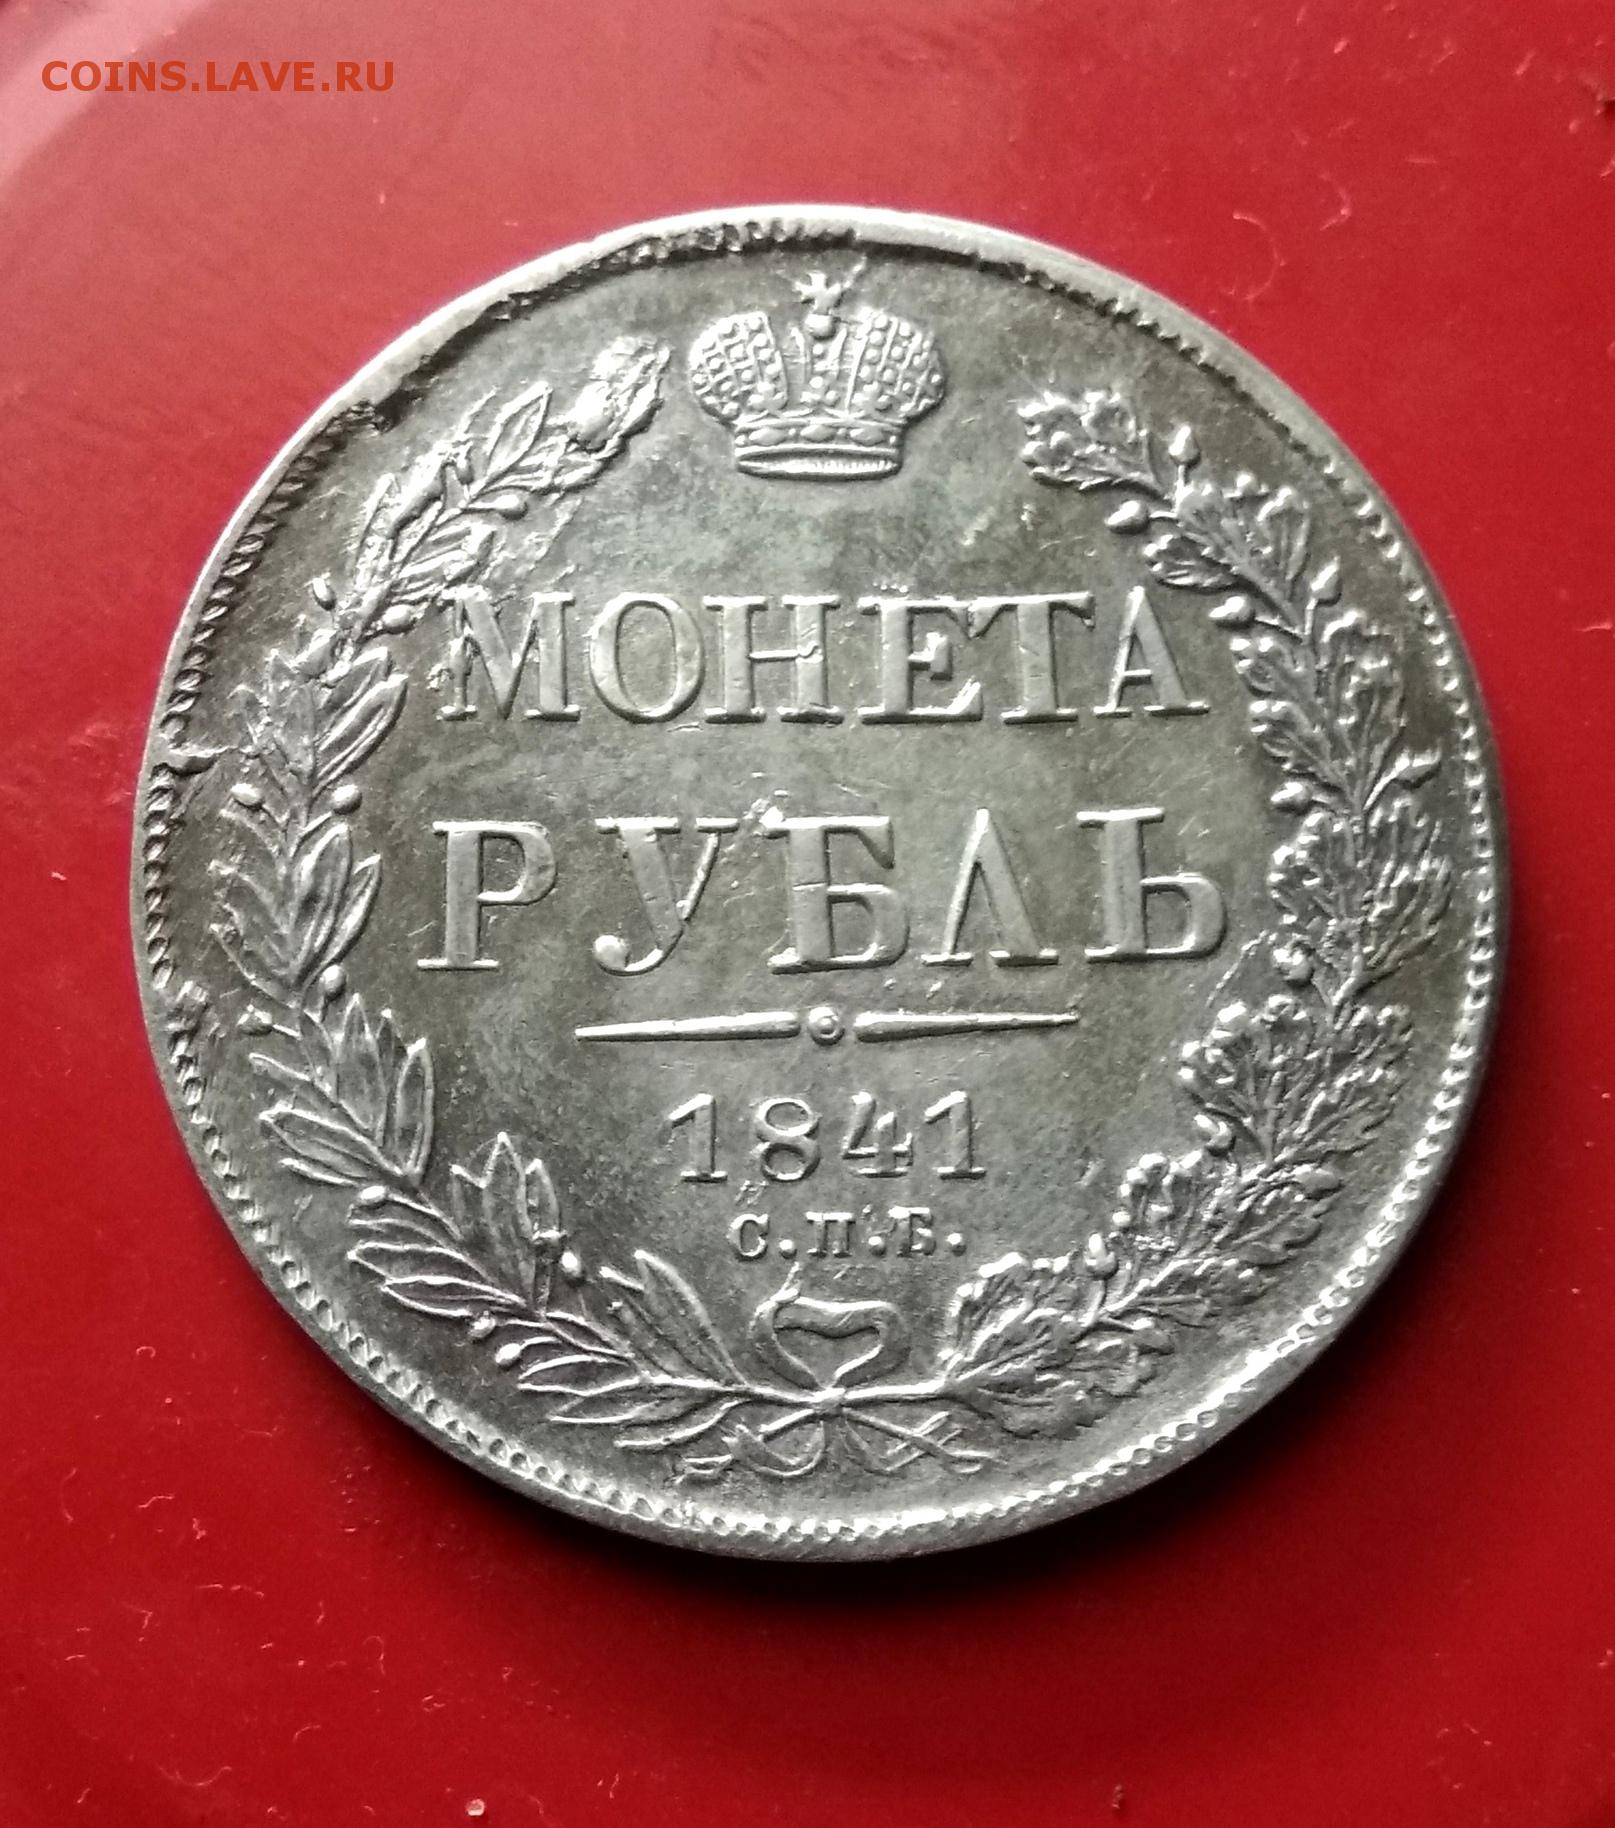 COINS.LAVE.RU
МОНЕТА
РУБЛЬ
1841
С.П.Б.